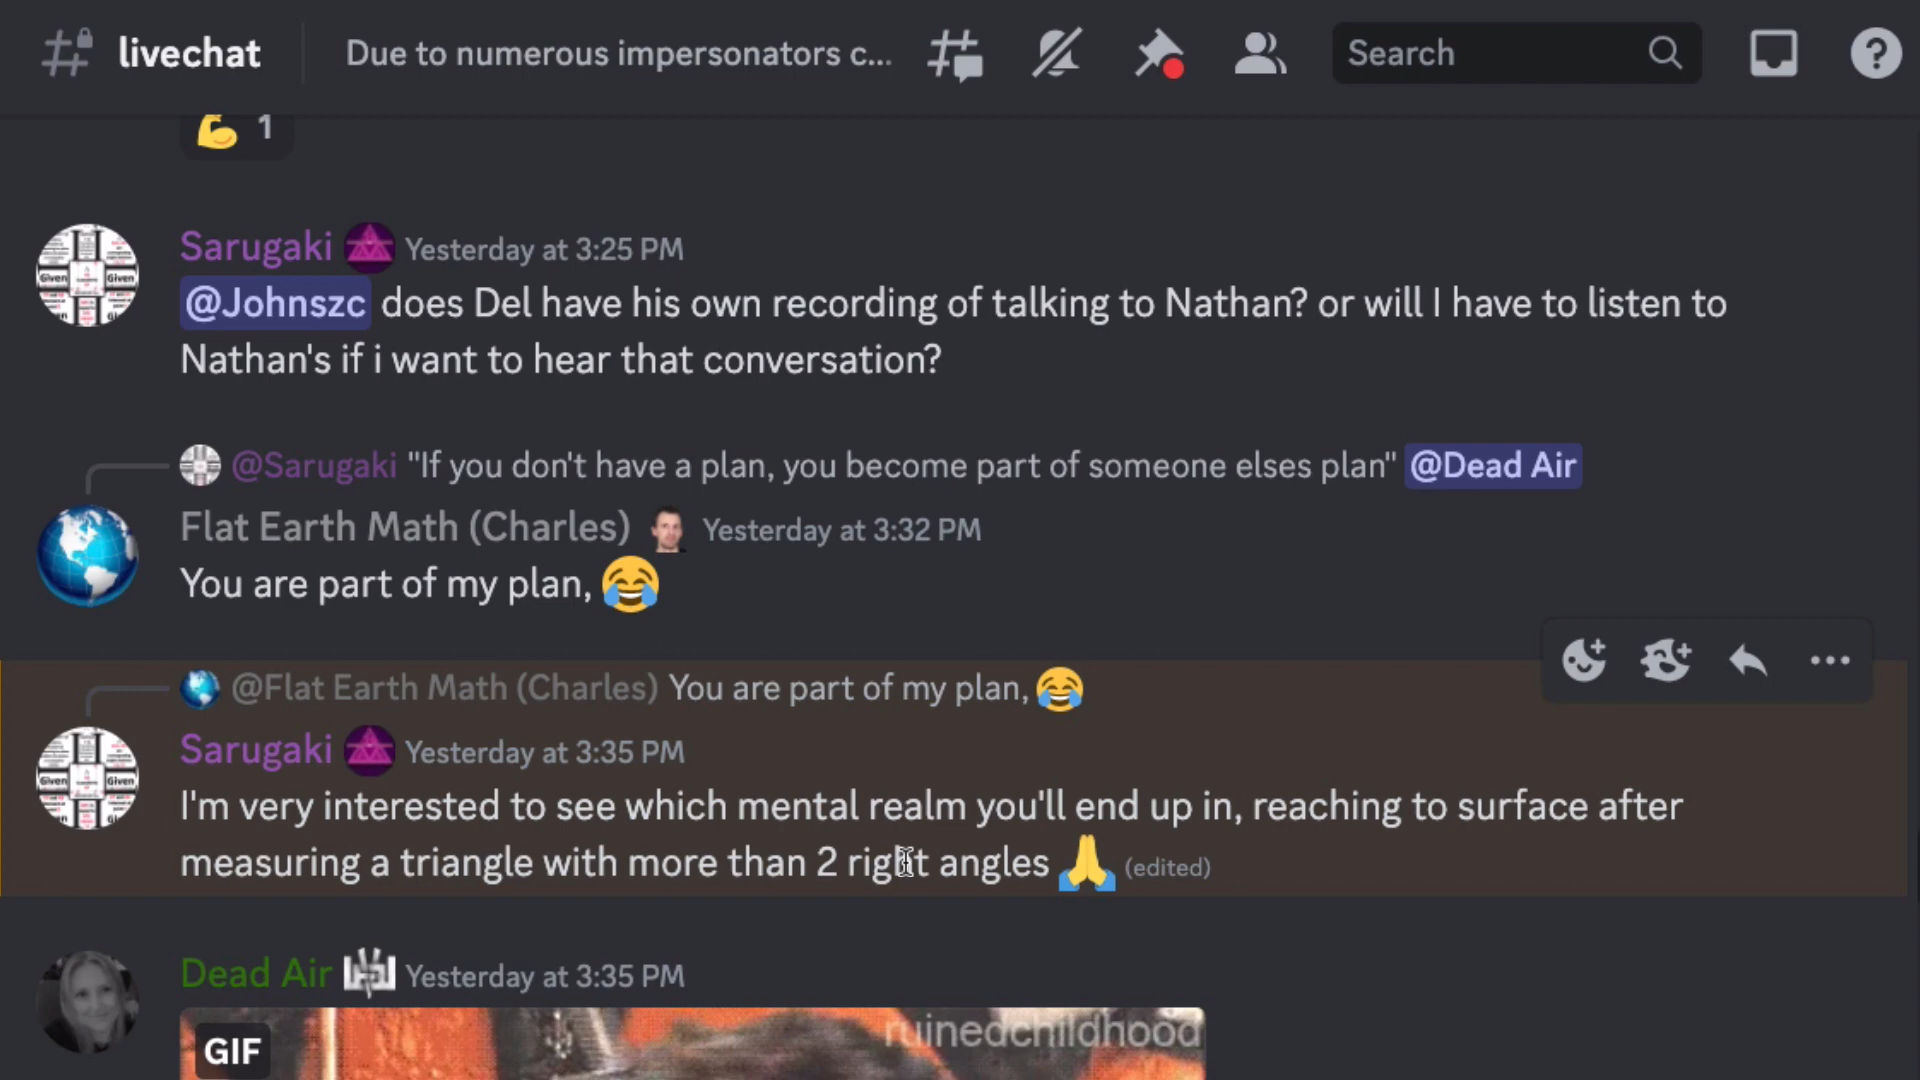 livechat
Due to numerous impersonators c...
Search
1
Sarugaki Yesterday at 3:25 PM
@Johnszc does Del have his own recording of talking to Nathan? or will I have to listen to
Nathan's if i want to hear that conversation?
@Sarugaki "If you don't have a plan, you become part of someone elses plan" @Dead Air
Flat Earth Math (Charles) Yesterday at 3:32 PM
You are part of my plan, 😂
@Flat Earth Math (Charles) You are part of my plan, 😂
Sarugaki Yesterday at 3:35 PM
I'm very interested to see which mental realm you'll end up in, reaching to surface after
measuring a triangle with more than 2 right angles 🙏 (edited)
Dead Air Yesterday at 3:35 PM
GIF
ruinedchildhood
Given Given
Given Given